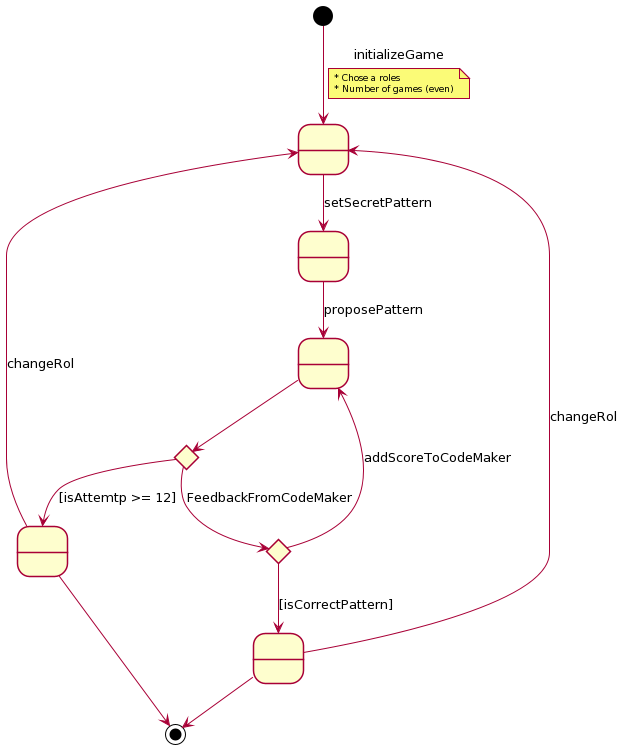 initializeGame
* Chose a roles
* Number of games (even)
setSecretPattern
proposePattern
changeRol
changeRol
addScoreToCodeMaker
[isAttemtp >= 12]
FeedbackFromCodeMaker
[isCorrectPattern]